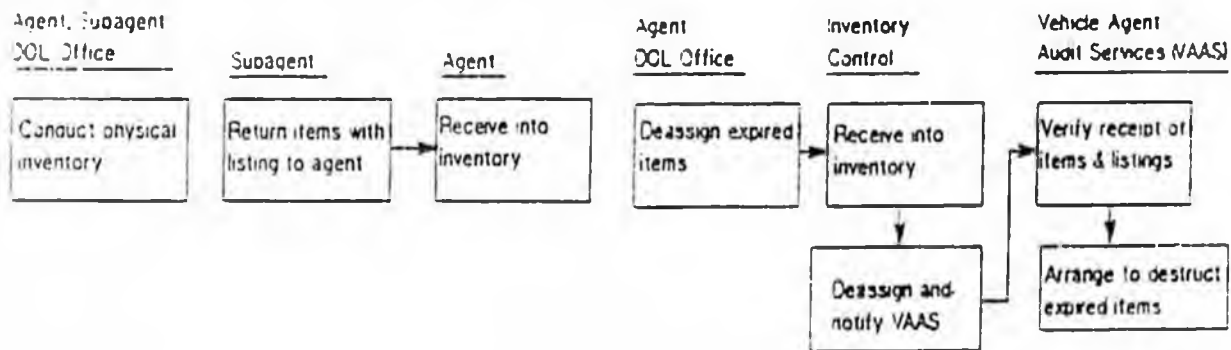 Agent, Subagent
DOL Office
Conduct physical
inventory
Subagent
Return items with
listing to agent
Agent
Receive into
inventory
Agent
DOL Office
Deassign expired
items
Inventory
Control
Receive into
inventory
Deassign and
notify VAAS
Vehicle Agent
Audit Services (VAAS)
Verify receipt of
items & listings
Arrange to destruct
expired items